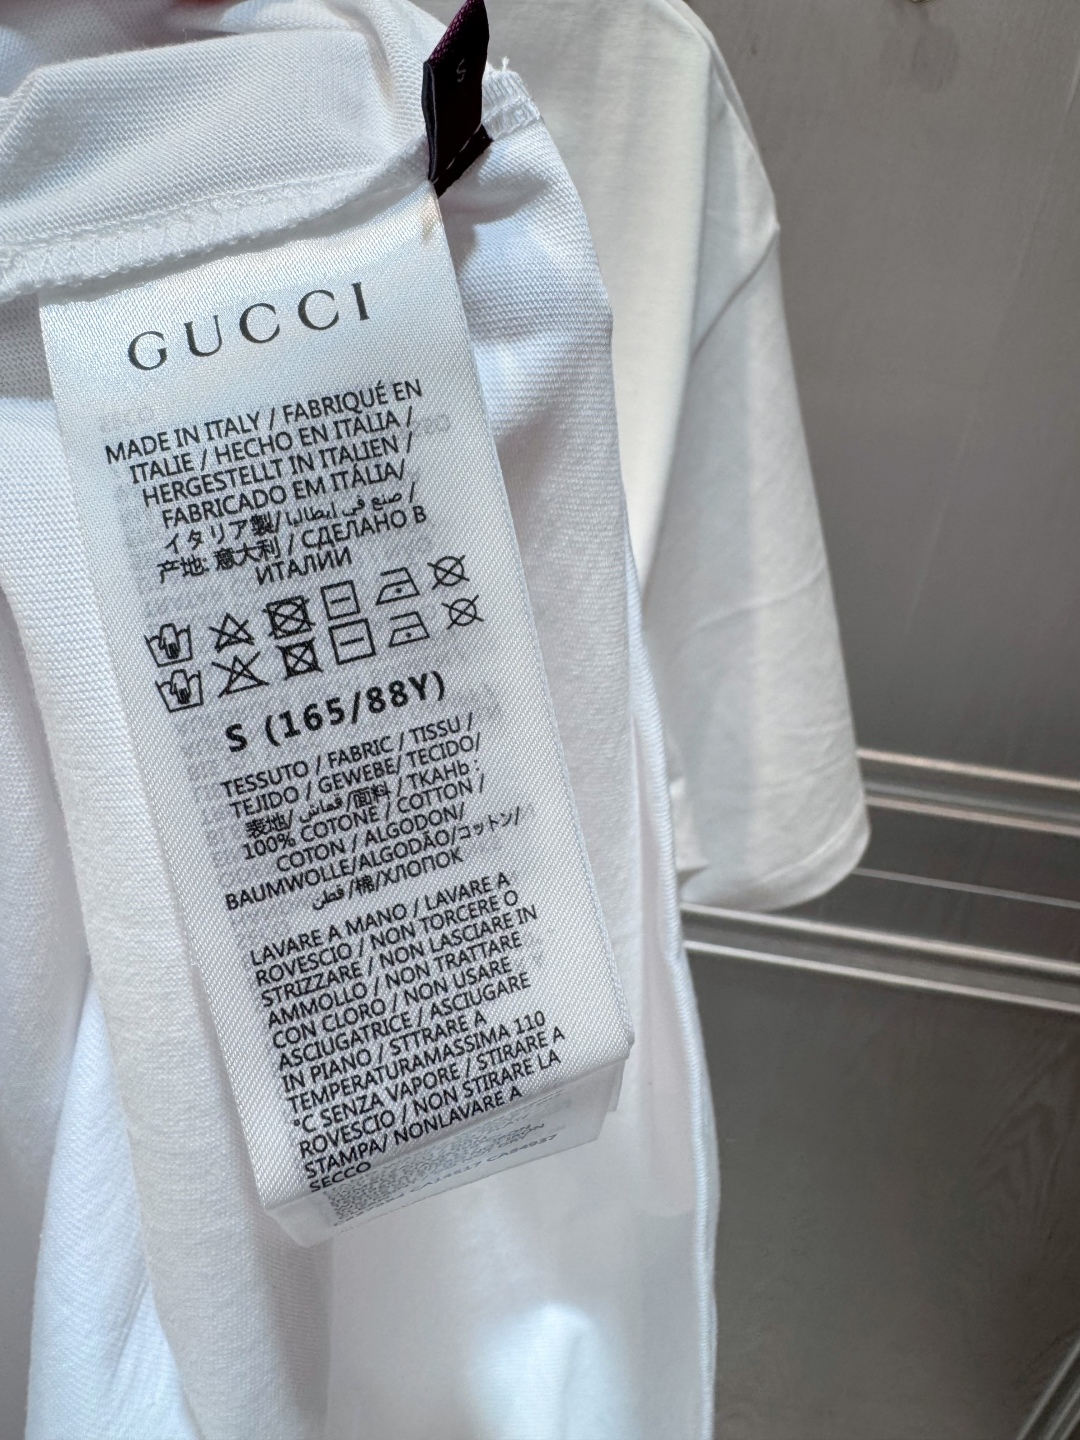 S
GUCCI
MADE IN ITALY / FABRIQUÉ EN
ITALIE / HECHO EN ITALIA /
HERGESTELLT IN ITALIEN /
FABRICADO EM ITÁLIA/
イタリア製/صنع في ايطاليا /
产地: 意大利 / СДЕЛАНО В
ИТАЛИИ
S (165/88Y)
TESSUTO / FABRIC / TISSU /
TEJIDO / GEWEBE/ TECIDO/
表地/ قماش /面料 / ТКАНЬ :
100% COTONE / COTTON /
COTON / ALGODON/
BAUMWOLLE/ALGODÃO/コットン/
قطن /棉/ХЛОПОК
LAVARE A MANO / LAVARE A
ROVESCIO / NON TORCERE O
STRIZZARE / NON LASCIARE IN
AMMOLLO / NON TRATTARE
CON CLORO / NON USARE
ASCIUGATRICE / ASCIUGARE
IN PIANO / STTRARE A
TEMPERATURAMASSIMA 110
°C SENZA VAPORE / STIRARE A
ROVESCIO / NON STIRARE LA
STAMPA/ NONLAVARE A
SECCO